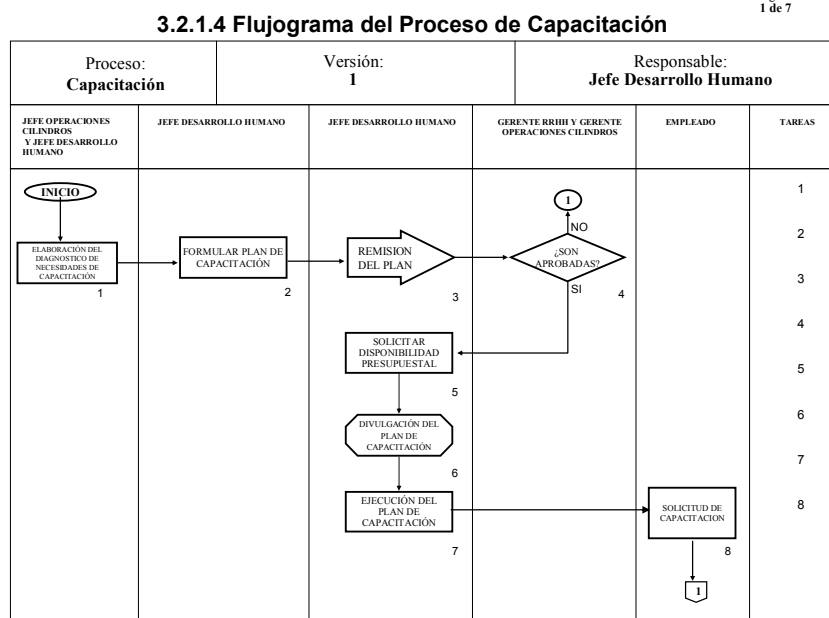 1 de 7
3.2.1.4 Flujograma del Proceso de Capacitación
Proceso:
Capacitación
Versión:
1
Responsable:
Jefe Desarrollo Humano
JEFE OPERACIONES
CILINDROS
Y JEFE DESARROLLO
HUMANO
JEFE DESARROLLO HUMANO
JEFE DESARROLLO HUMANO
GERENTE RRHH Y GERENTE
OPERACIONES CILINDROS
EMPLEADO
TAREAS
INICIO
ELABORACIÓN DEL
DIAGNOSTICO DE
NECESIDADES DE
CAPACITACIÓN
1
FORMULAR PLAN DE
CAPACITACIÓN
2
REMISION
DEL PLAN
3
1
NO
¿SON
APROBADAS?
SI
4
SOLICITAR
DISPONIBILIDAD
PRESUPUESTAL
5
DIVULGACIÓN DEL
PLAN DE
CAPACITACIÓN
6
EJECUCIÓN DEL
PLAN DE
CAPACITACIÓN
7
SOLICITUD DE
CAPACITACION
8
1
1
2
3
4
5
6
7
8